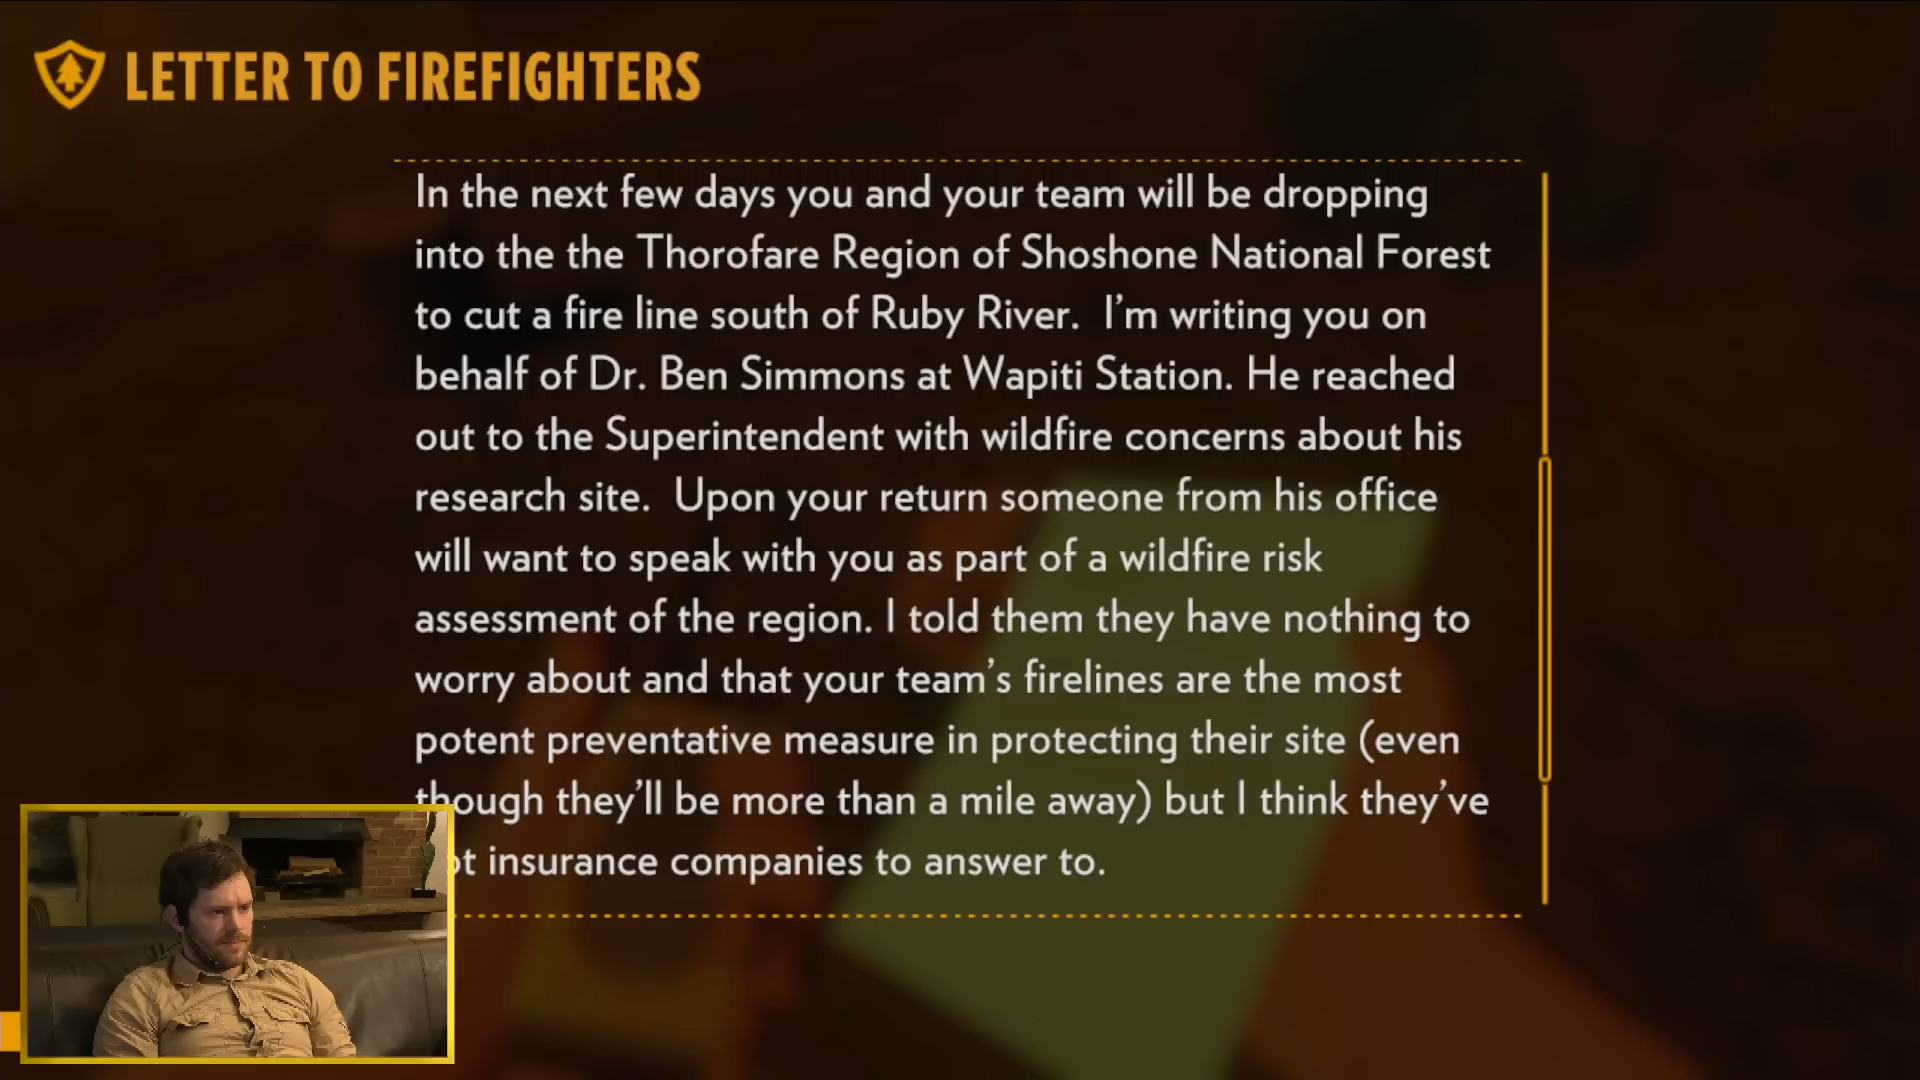 LETTER TO FIREFIGHTERS
In the next few days you and your team will be dropping
into the the Thorofare Region of Shoshone National Forest
to cut a fire line south of Ruby River.  I'm writing you on
behalf of Dr. Ben Simmons at Wapiti Station. He reached
out to the Superintendent with wildfire concerns about his
research site.  Upon your return someone from his office
will want to speak with you as part of a wildfire risk
assessment of the region. I told them they have nothing to
worry about and that your team's firelines are the most
potent preventative measure in protecting their site (even
though they'll be more than a mile away) but I think they've
insurance companies to answer to.